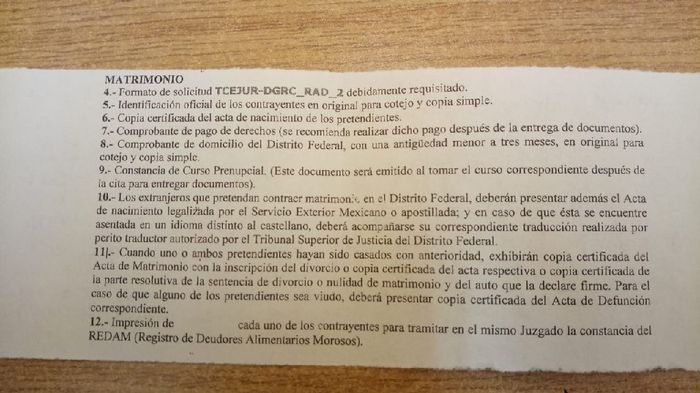 MATRIMONIO
4.- Formato de solicitud TCEJUR-DGRC_RAD_2 debidamente requisitado.
5.- Identificación oficial de los contrayentes en original para cotejo y copia simple.
6.- Copia certificada del acta de nacimiento de los pretendientes.
7.- Comprobante de pago de derechos (se recomienda realizar dicho pago después de la entrega de documentos).
8.- Comprobante de domicilio del Distrito Federal, con una antigüedad menor a tres meses, en original para
cotejo y copia simple.
9.- Constancia de Curso Prenupcial. (Este documento será emitido al tomar el curso correspondiente después de
la cita para entregar documentos).
10.- Los extranjeros que pretendan contraer matrimonio en el Distrito Federal, deberán presentar además el Acta
de nacimiento legalizada por el Servicio Exterior Mexicano o apostillada; y en caso de que ésta se encuentre
asentada en un idioma distinto al castellano, deberá acompañarse su correspondiente traducción realizada por
perito traductor autorizado por el Tribunal Superior de Justicia del Distrito Federal.
11.- Cuando uno o ambos pretendientes hayan sido casados con anterioridad, exhibirán copia certificada del
Acta de Matrimonio con la inscripción del divorcio o copia certificada del acta respectiva o copia certificada de
la parte resolutiva de la sentencia de divorcio o nulidad de matrimonio y del auto que la declare firme. Para el
caso de que alguno de los pretendientes sea viudo, deberá presentar copia certificada del Acta de Defunción
correspondiente.
12.- Impresión de cada uno de los contrayentes para tramitar en el mismo Juzgado la constancia del
REDAM (Registro de Deudores Alimentarios Morosos).